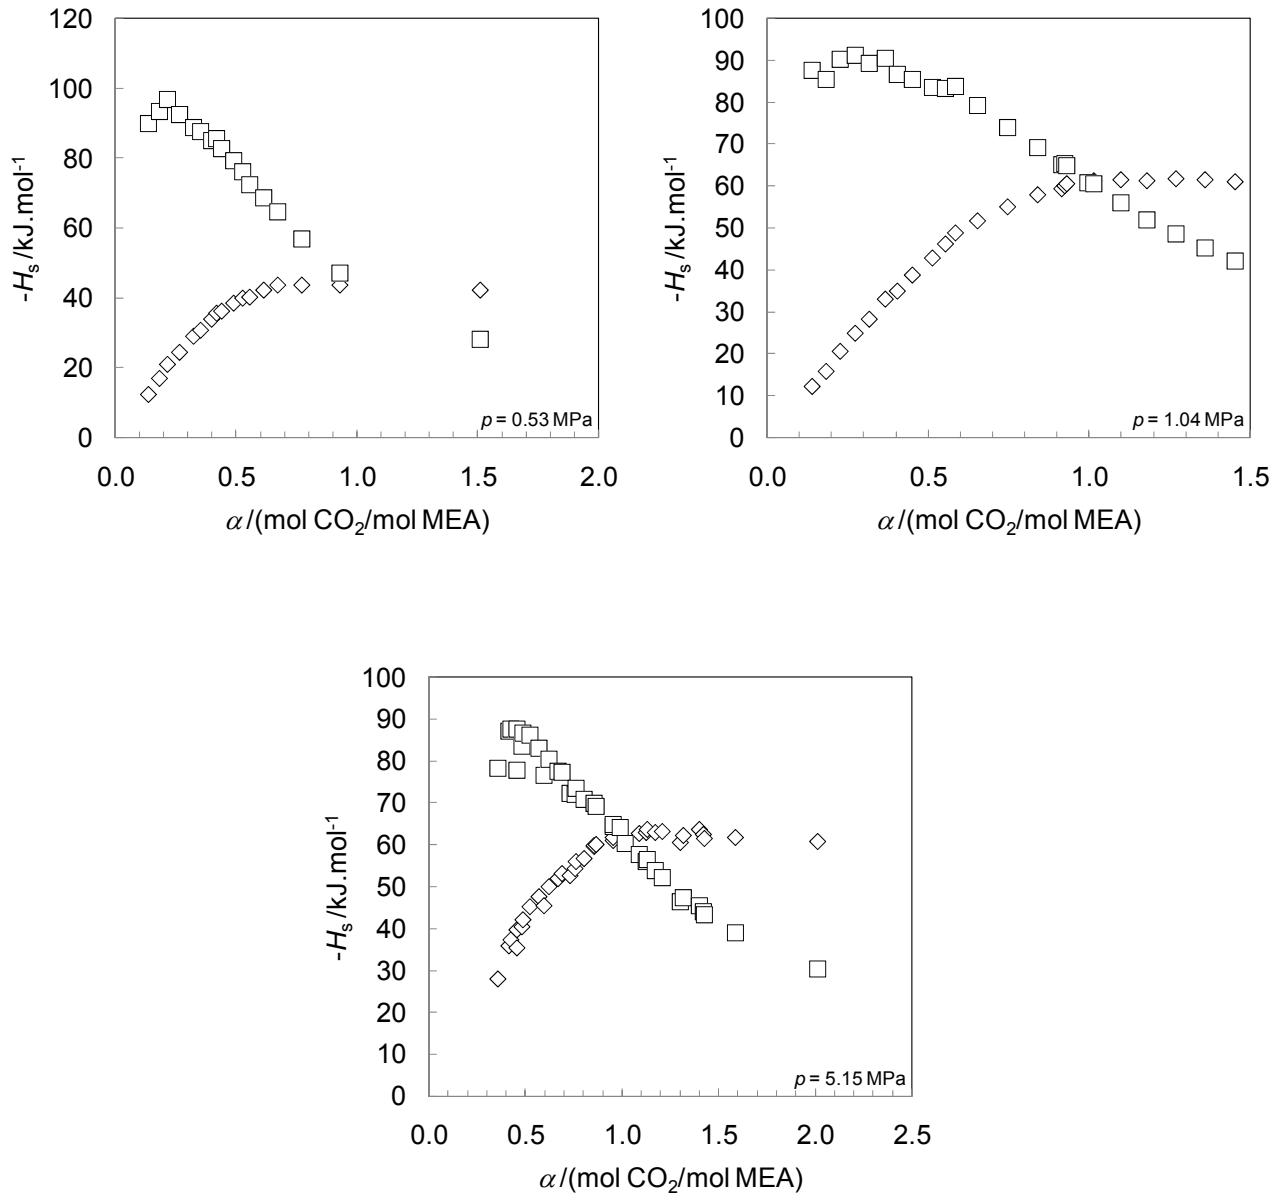 120
100
80
60
40
20
0
-Hs /kJ.mol-1
p = 0.53 MPa
0.0 0.5 1.0 1.5 2.0
α /(mol CO2/mol MEA)
100
90
80
70
60
50
40
30
20
10
0
-Hs /kJ.mol-1
p = 1.04 MPa
0.0 0.5 1.0 1.5
α /(mol CO2/mol MEA)
100
90
80
70
60
50
40
30
20
10
0
-Hs /kJ.mol-1
p = 5.15 MPa
0.0 0.5 1.0 1.5 2.0 2.5
α /(mol CO2/mol MEA)